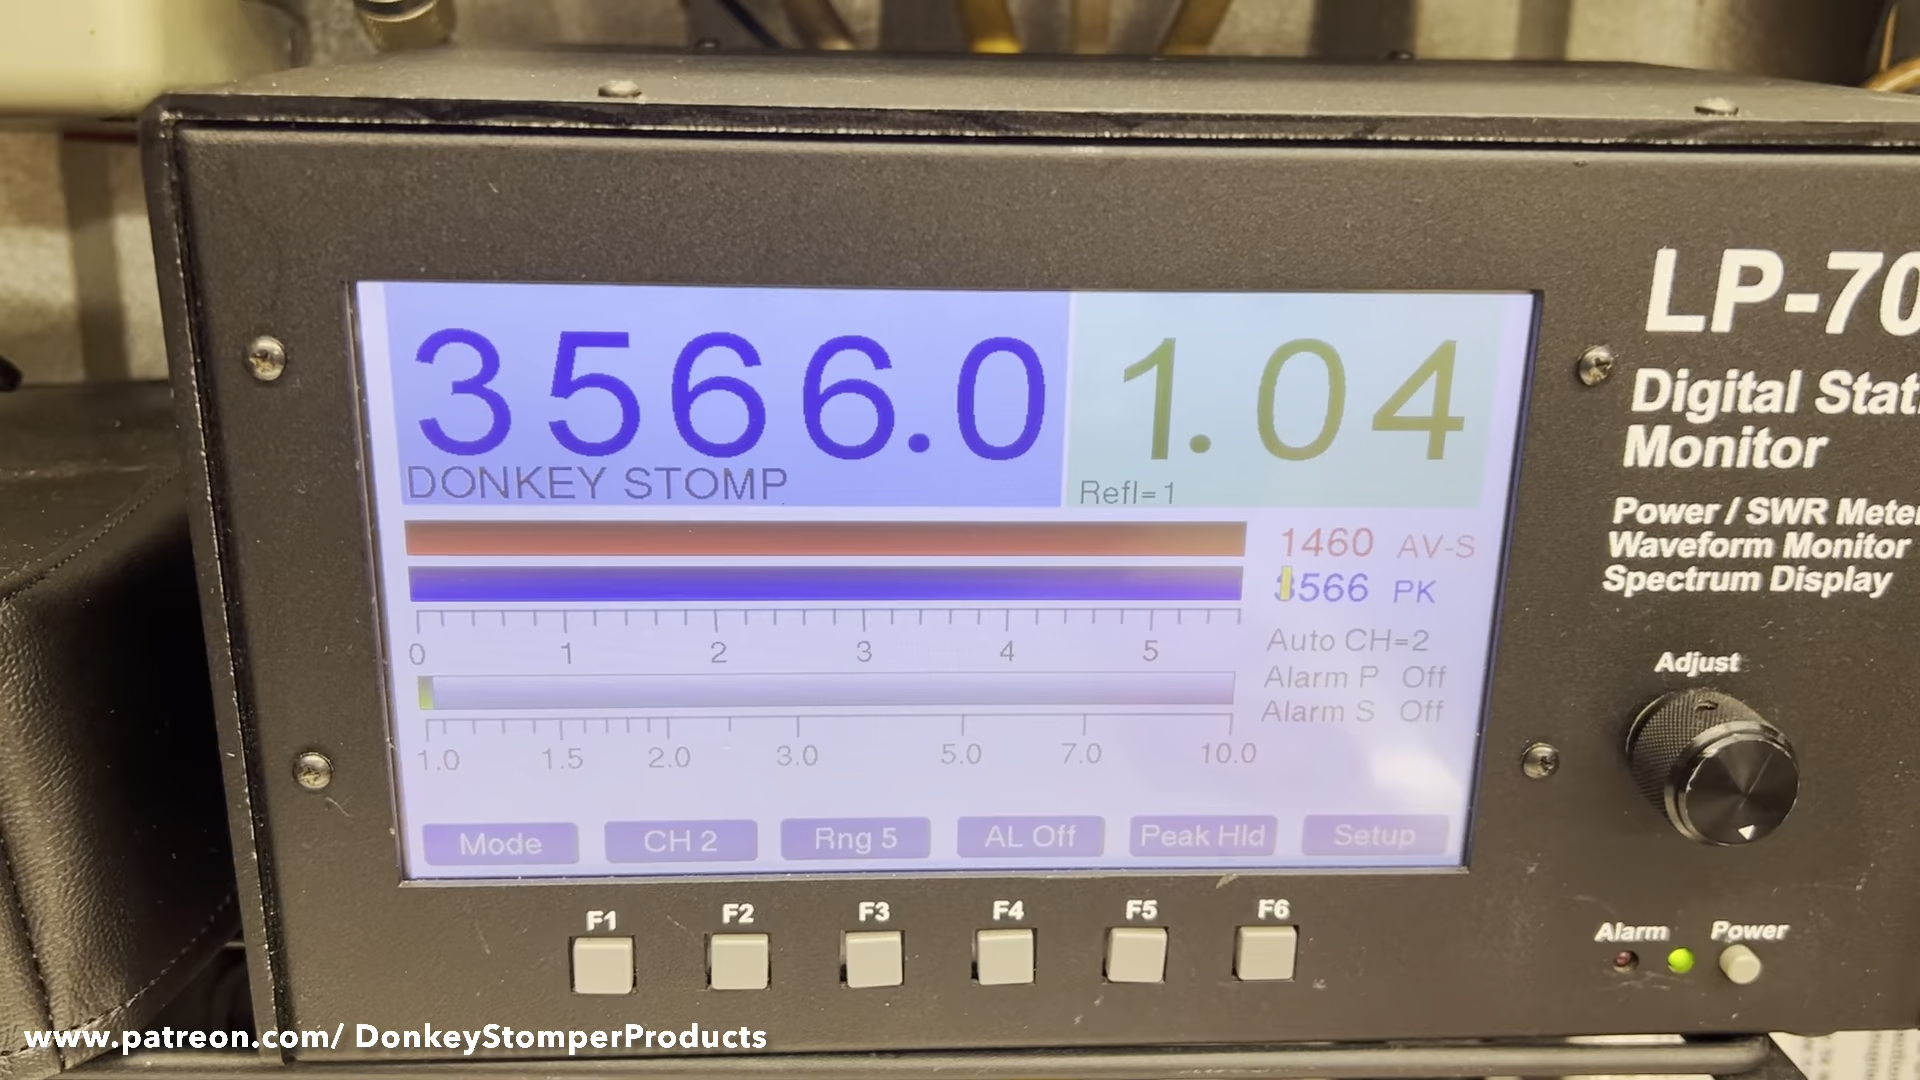 3566.0
1.04
DONKEY STOMP
Refl=1
1460 AV-S
3566 PK
0 1 2 3 4 5
Auto CH=2
Alarm P Off
Alarm S Off
1.0 1.5 2.0 3.0 5.0 7.0 10.0
Mode CH 2 Rng 5 AL Off Peak Hld Setup
F1 F2 F3 F4 F5 F6
LP-70
Digital Stat
Monitor
Power / SWR Meter
Waveform Monitor
Spectrum Display
Adjust
Alarm Power
www.patreon.com/ DonkeyStomperProducts